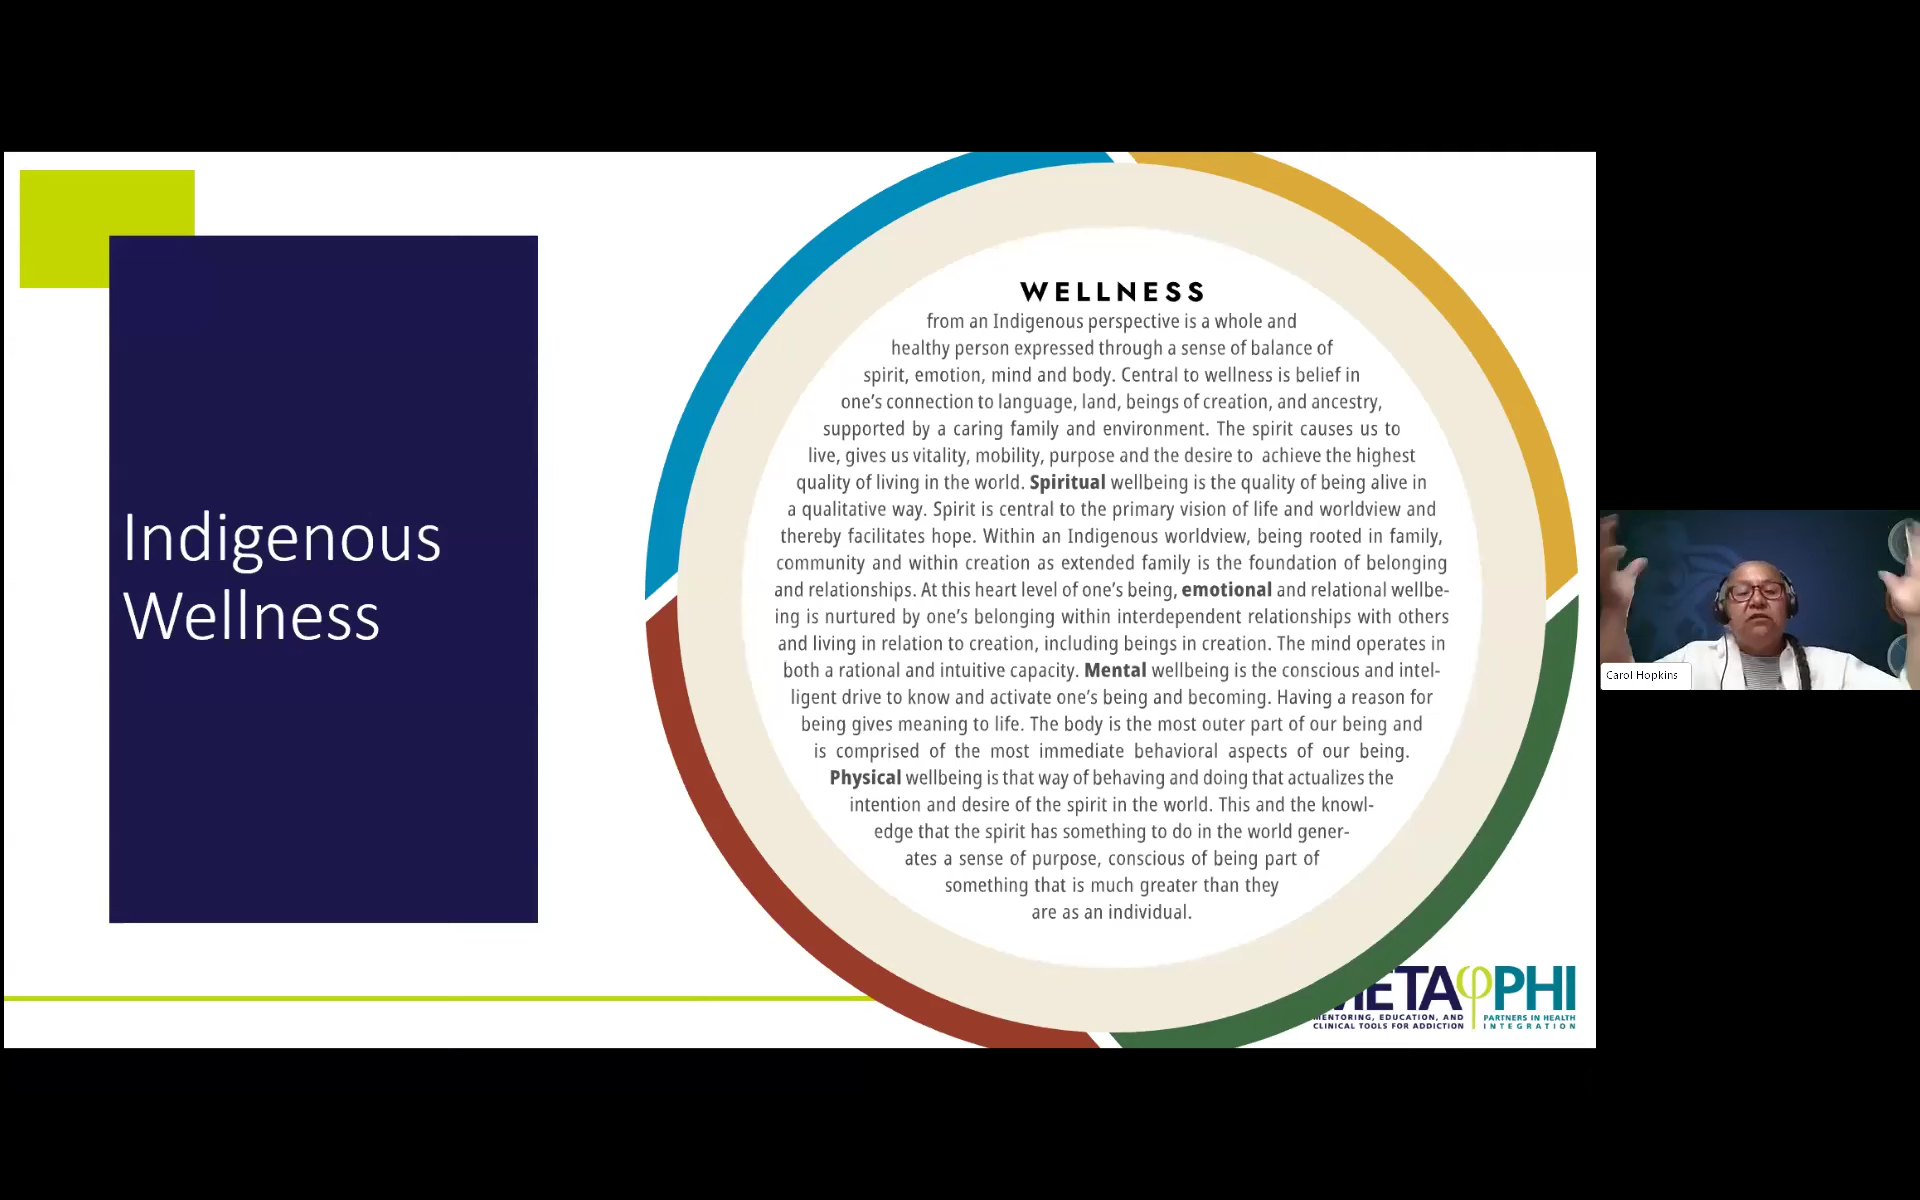 Indigenous
Wellness
WELLNESS
from an Indigenous perspective is a whole and
healthy person expressed through a sense of balance of
spirit, emotion, mind and body. Central to wellness is belief in
one's connection to language, land, beings of creation, and ancestry,
supported by a caring family and environment. The spirit causes us to
live, gives us vitality, mobility, purpose and the desire to achieve the highest
quality of living in the world. Spiritual wellbeing is the quality of being alive in
a qualitative way. Spirit is central to the primary vision of life and worldview and
thereby facilitates hope. Within an Indigenous worldview, being rooted in family,
community and within creation as extended family is the foundation of belonging
and relationships. At this heart level of one's being, emotional and relational wellbe-
ing is nurtured by one's belonging within interdependent relationships with others
and living in relation to creation, including beings in creation. The mind operates in
both a rational and intuitive capacity. Mental wellbeing is the conscious and intel-
ligent drive to know and activate one's being and becoming. Having a reason for
being gives meaning to life. The body is the most outer part of our being and
is comprised of the most immediate behavioral aspects of our being.
Physical wellbeing is that way of behaving and doing that actualizes the
intention and desire of the spirit in the world. This and the knowl-
edge that the spirit has something to do in the world gener-
ates a sense of purpose, conscious of being part of
something that is much greater than they
are as an individual.
META φ PHI
MENTORING, EDUCATION, AND
CLINICAL TOOLS FOR ADDICTION
PARTNERS IN HEALTH
INTEGRATION
Carol Hopkins